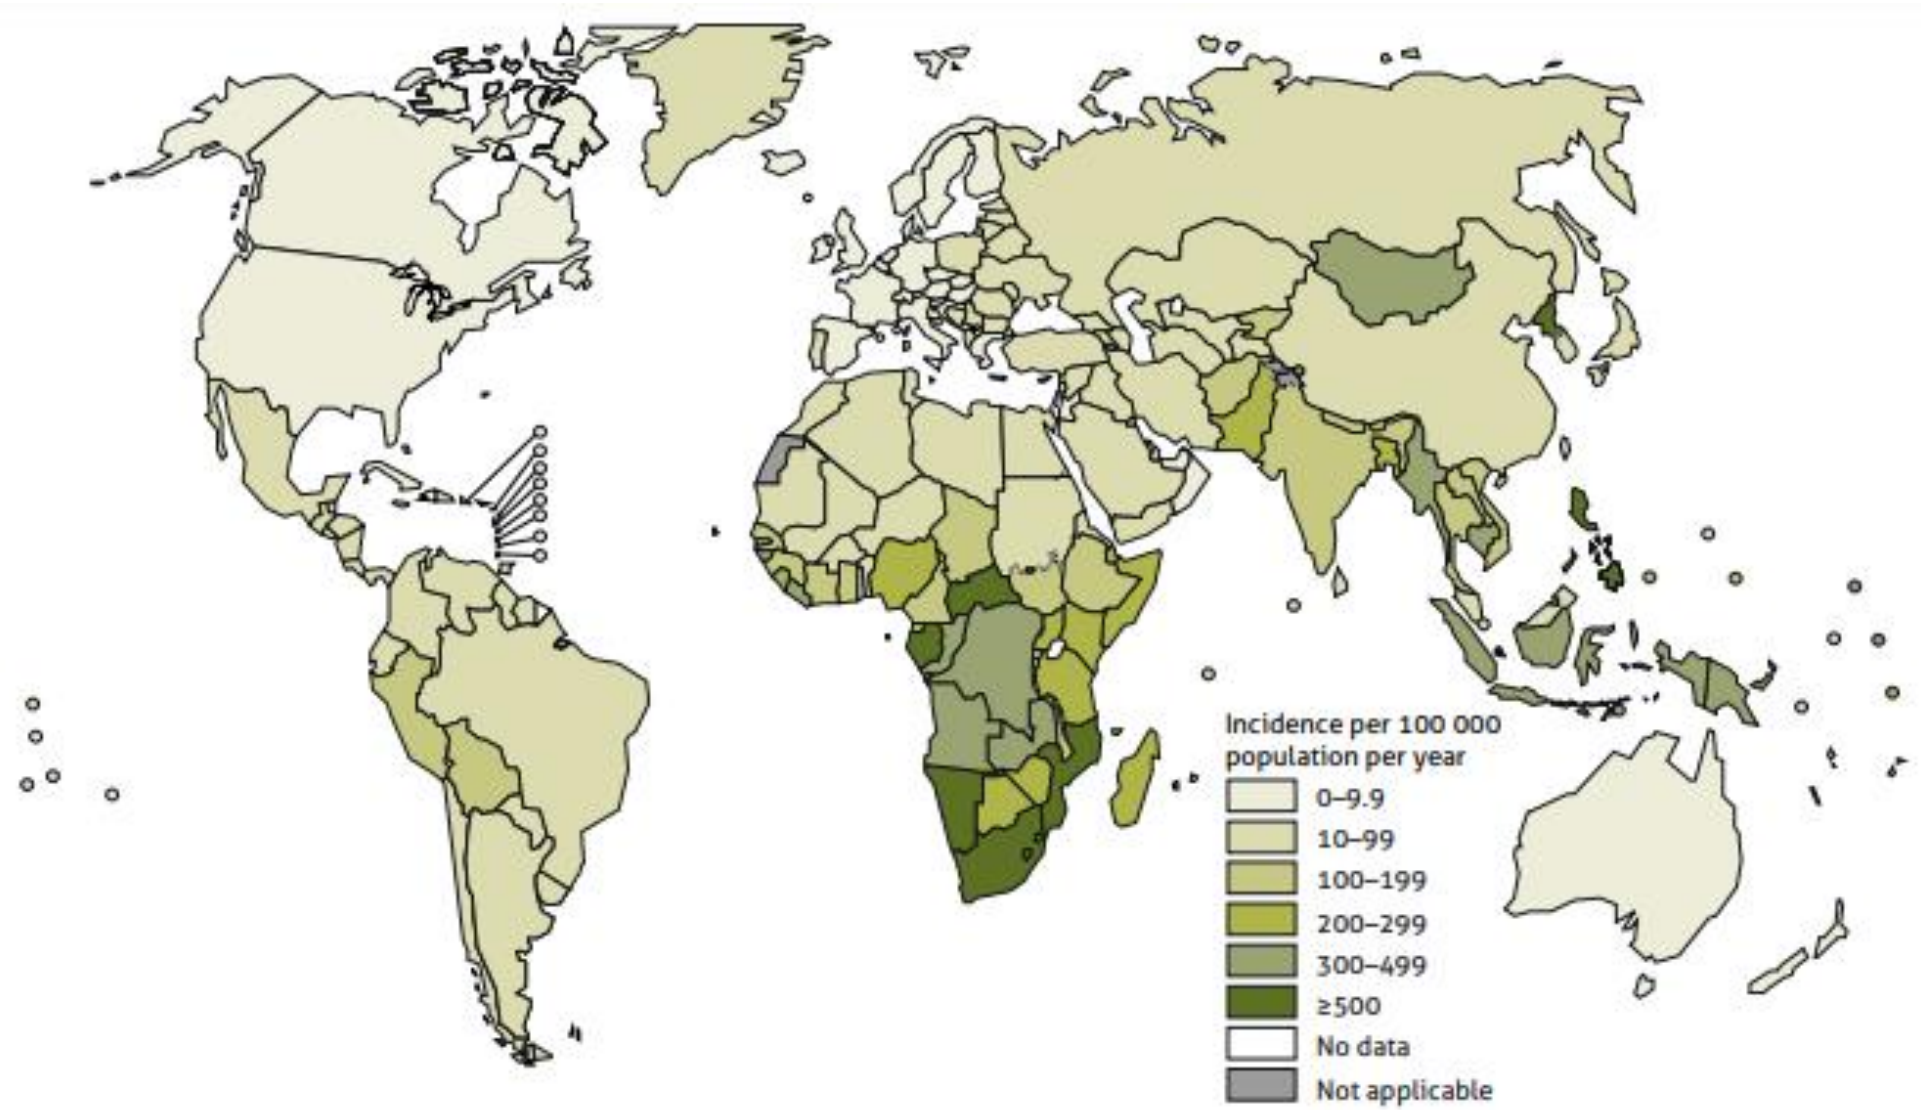 Incidence per 100 000
population per year
0–9.9
10–99
100–199
200–299
300–499
≥500
No data
Not applicable